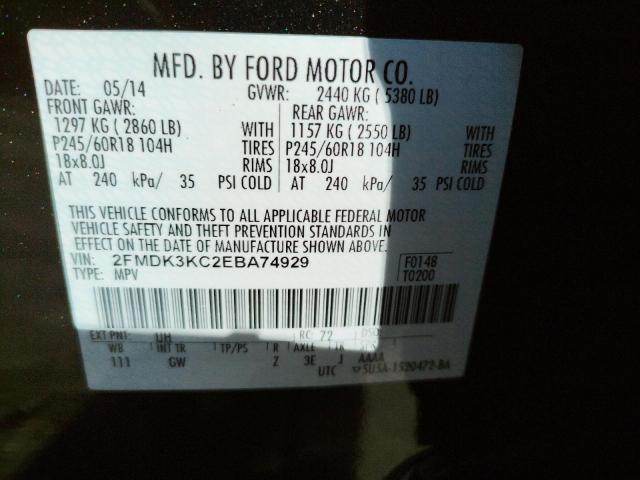 MFD. BY FORD MOTOR CO.
DATE: 05/14 GVWR: 2440 KG ( 5380 LB)
FRONT GAWR: REAR GAWR:
1297 KG ( 2860 LB) WITH 1157 KG ( 2550 LB) WITH
P245/60R18 104H TIRES P245/60R18 104H TIRES
18x8.0J RIMS 18x8.0J RIMS
AT 240 kPa/ 35 PSI COLD AT 240 kPa/ 35 PSI COLD
THIS VEHICLE CONFORMS TO ALL APPLICABLE FEDERAL MOTOR
VEHICLE SAFETY AND THEFT PREVENTION STANDARDS IN
EFFECT ON THE DATE OF MANUFACTURE SHOWN ABOVE.
VIN: 2FMDK3KC2EBA74929 F0148
TYPE: MPV T0200
EXT PNT: UH RC: 72 DSO:
WB INT TR TP/PS R AXLE TR
111 GW Z 3E J AAAA
UTC 5U5A-1520472-BA